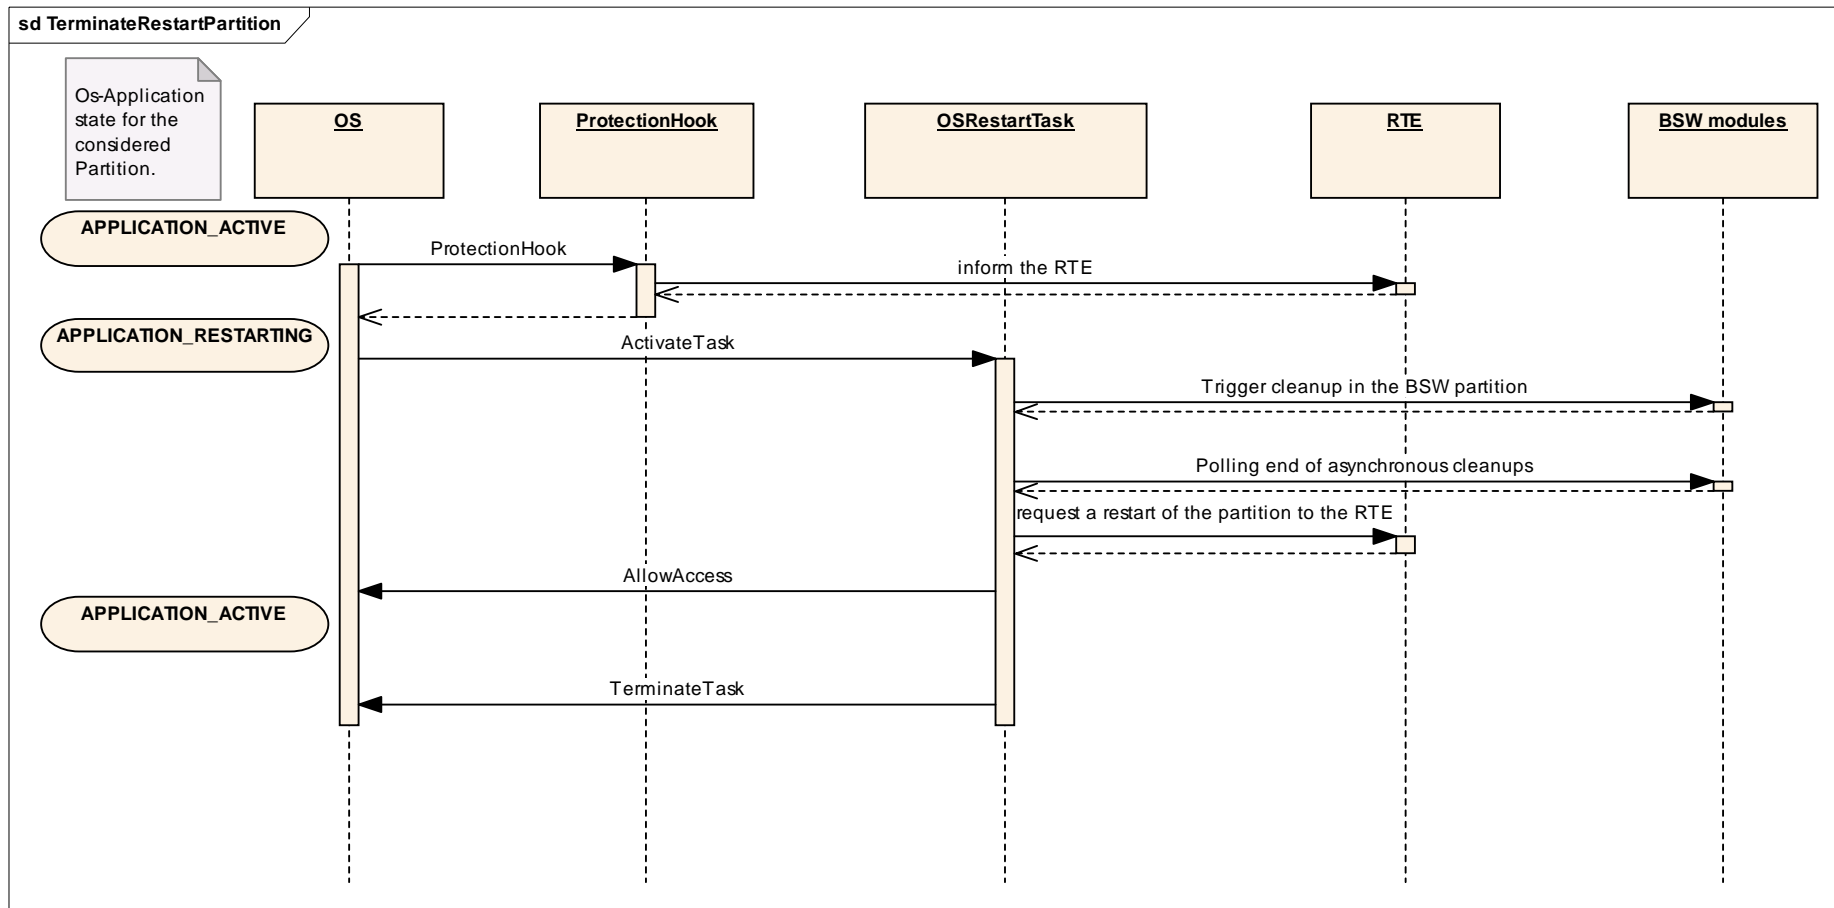 sd TerminateRestartPartition
Os-Application
state for the
considered
Partition.
OS
ProtectionHook
OSRestartTask
RTE
BSW modules
APPLICATION_ACTIVE
ProtectionHook
inform the RTE
APPLICATION_RESTARTING
ActivateTask
Trigger cleanup in the BSW partition
Polling end of asynchronous cleanups
request a restart of the partition to the RTE
AllowAccess
APPLICATION_ACTIVE
TerminateTask